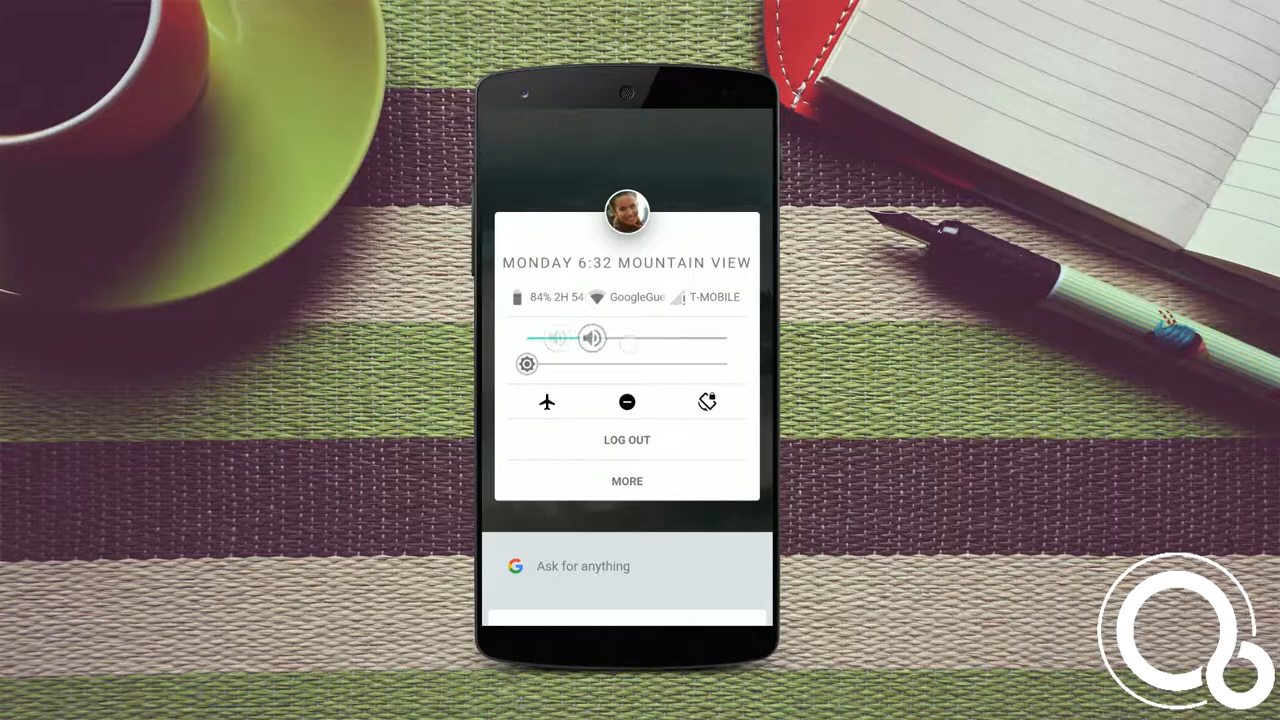 MONDAY 6:32 MOUNTAIN VIEW
84% 2H 54 GoogleGue T-MOBILE
LOG OUT
MORE
G Ask for anything